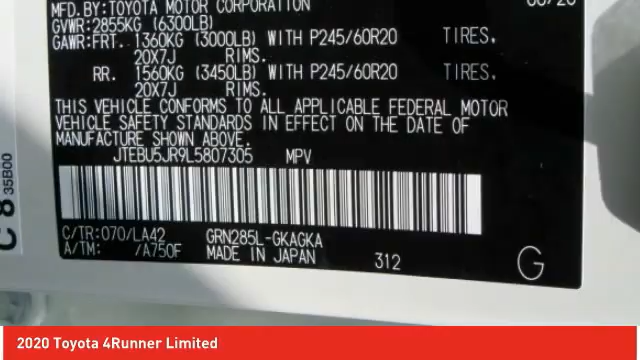 MFD.BY:TOYOTA MOTOR CORPORATION
GVWR:2855KG (6300LB)
GAWR:FRT. 1360KG (3000LB) WITH P245/60R20 TIRES,
20X7J RIMS.
RR. 1560KG (3450LB) WITH P245/60R20 TIRES,
20X7J RIMS.
THIS VEHICLE CONFORMS TO ALL APPLICABLE FEDERAL MOTOR
VEHICLE SAFETY STANDARDS IN EFFECT ON THE DATE OF
MANUFACTURE SHOWN ABOVE.
JTEBU5JR9L5807305 MPV
C/TR:070/LA42 GRN285L-GKAGKA
A/TM: /A750F MADE IN JAPAN 312
G
C 8
35B00
2020 Toyota 4Runner Limited